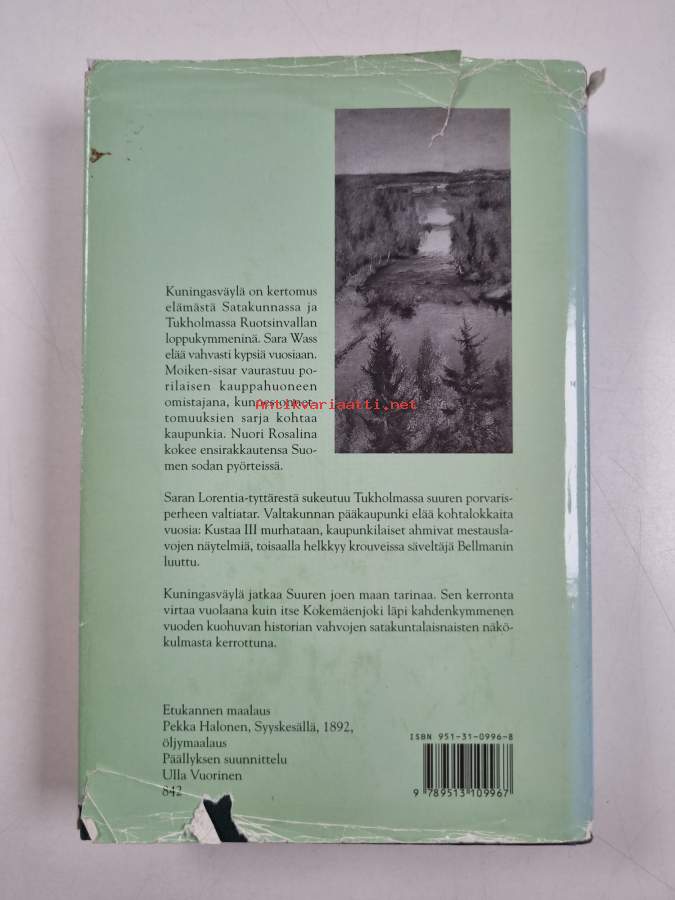 Kuningasväylä on kertomus
elämästä Satakunnassa ja
Tukholmassa Ruotsinvallan
loppukymmeninä. Sara Wass
elää vahvasti kypsiä vuosiaan.
Moiken-sisar vaurastuu po-
rilaisen kauppahuoneen
omistajana, kunnes onnet-
tomuuksien sarja kohtaa
kaupunkia. Nuori Rosalina
kokee ensirakkautensa Suo-
men sodan pyörteissä.
Antikvariaatti.net
Saran Lorentia-tyttärestä sukeutuu Tukholmassa suuren porvaris-
perheen valtiatar. Valtakunnan pääkaupunki elää kohtalokkaita
vuosia: Kustaa III murhataan, kaupunkilaiset ahmivat mestausla-
vojen näytelmiä, toisaalla helkkyy krouveissa säveltäjä Bellmanin
luuttu.
Kuningasväylä jatkaa Suuren joen maan tarinaa. Sen kerronta
virtaa vuolaana kuin itse Kokemäenjoki läpi kahdenkymmenen
vuoden kuohuvan historian vahvojen satakuntalaisnaisten näkö-
kulmasta kerrottuna.
Etukannen maalaus
Pekka Halonen, Syyskesällä, 1892,
öljymaalaus
Päällyksen suunnittelu
Ulla Vuorinen
842
ISBN 951-31-0996-8
9 789513 109967